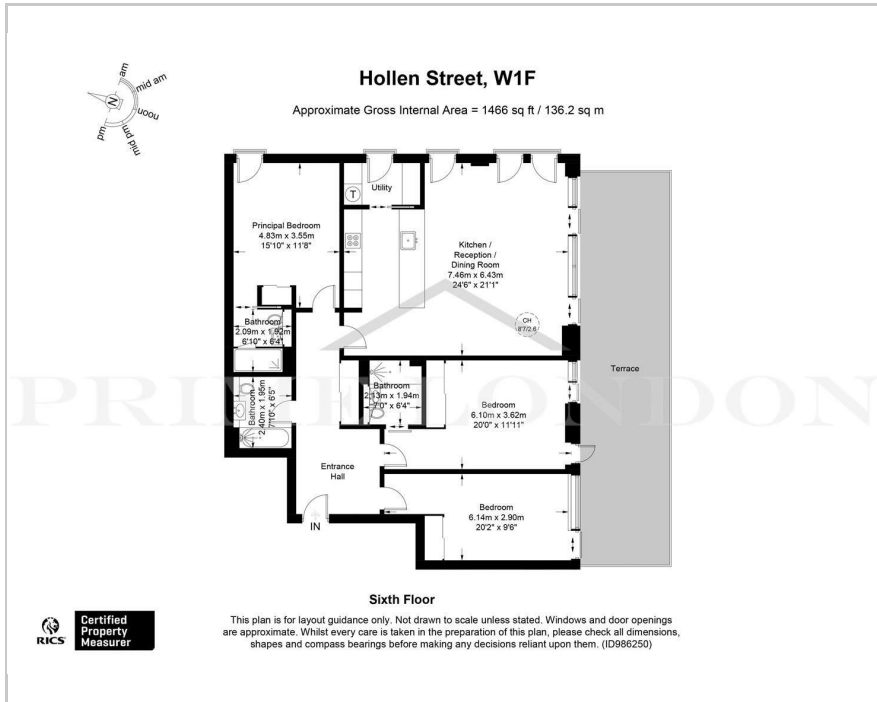 Hollen Street, W1F
Approximate Gross Internal Area = 1466 sq ft / 136.2 sq m
am
mid am
noon
mid pm
pm
N
Principal Bedroom
4.83m x 3.55m
15'10" x 11'8"
Utility
T
Kitchen /
Reception /
Dining Room
7.46m x 6.43m
24'6" x 21'1"
CH
8'7/2.6
Bathroom
2.09m x 1.92m
6'10" x 6'4"
Bathroom
2.40m x 1.95m
7'10" x 6'5"
Bathroom
2.13m x 1.94m
7'0" x 6'4"
Bedroom
6.10m x 3.62m
20'0" x 11'11"
Terrace
PRIME LONDON
Entrance
Hall
IN
Bedroom
6.14m x 2.90m
20'2" x 9'6"
Sixth Floor
RICS
Certified
Property
Measurer
This plan is for layout guidance only. Not drawn to scale unless stated. Windows and door openings
are approximate. Whilst every care is taken in the preparation of this plan, please check all dimensions,
shapes and compass bearings before making any decisions reliant upon them. (ID986250)